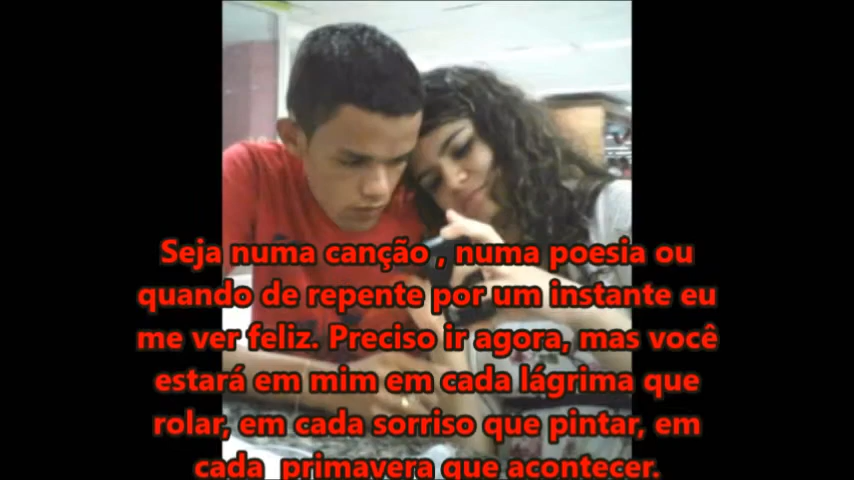 Seja numa canção , numa poesia ou
quando de repente por um instante eu
me ver feliz. Preciso ir agora, mas você
estará em mim em cada lágrima que
rolar, em cada sorriso que pintar, em
cada  primavera que acontecer.